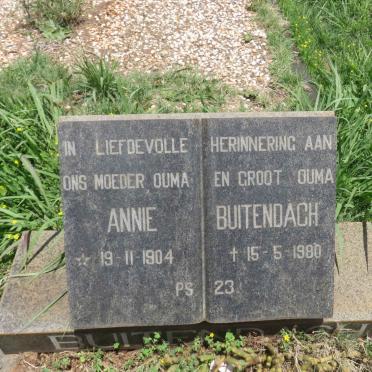 IN LIEFDEVOLLE HERINNERING AAN
ONS MOEDER OUMA EN GROOT OUMA
ANNIE BUITENDACH
☆ 19·11·1904 ✝ 15·5·1980
PS 23